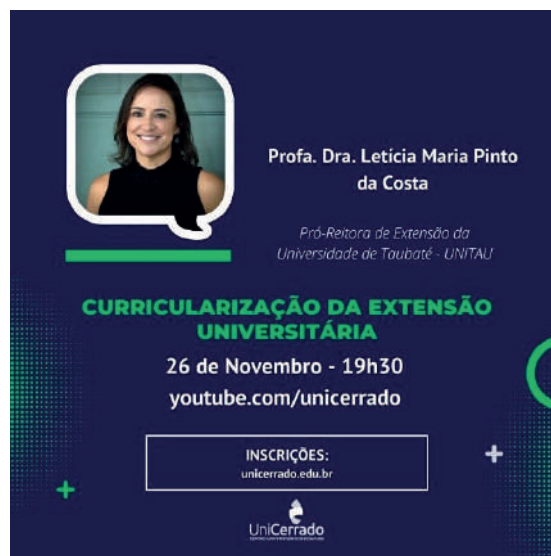 Profa. Dra. Letícia Maria Pinto
da Costa
Pró-Reitora de Extensão da
Universidade de Taubaté - UNITAU
CURRICULARIZAÇÃO DA EXTENSÃO
UNIVERSITÁRIA
26 de Novembro - 19h30
youtube.com/unicerrado
INSCRIÇÕES:
unicerrado.edu.br
UniCerrado